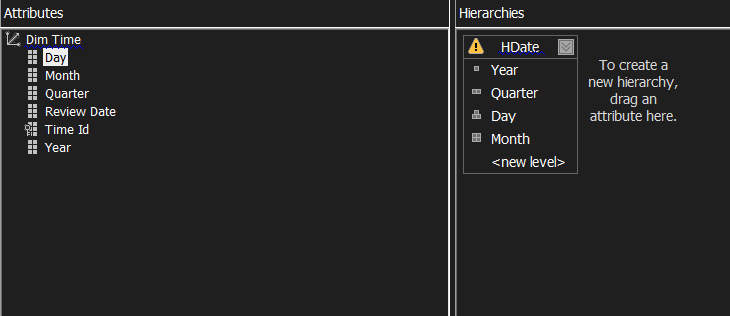 Attributes
Dim Time
Day
Month
Quarter
Review Date
Time Id
Year
Hierarchies
HDate
Year
Quarter
Day
Month
<new level>
To create a
new hierarchy,
drag an
attribute here.